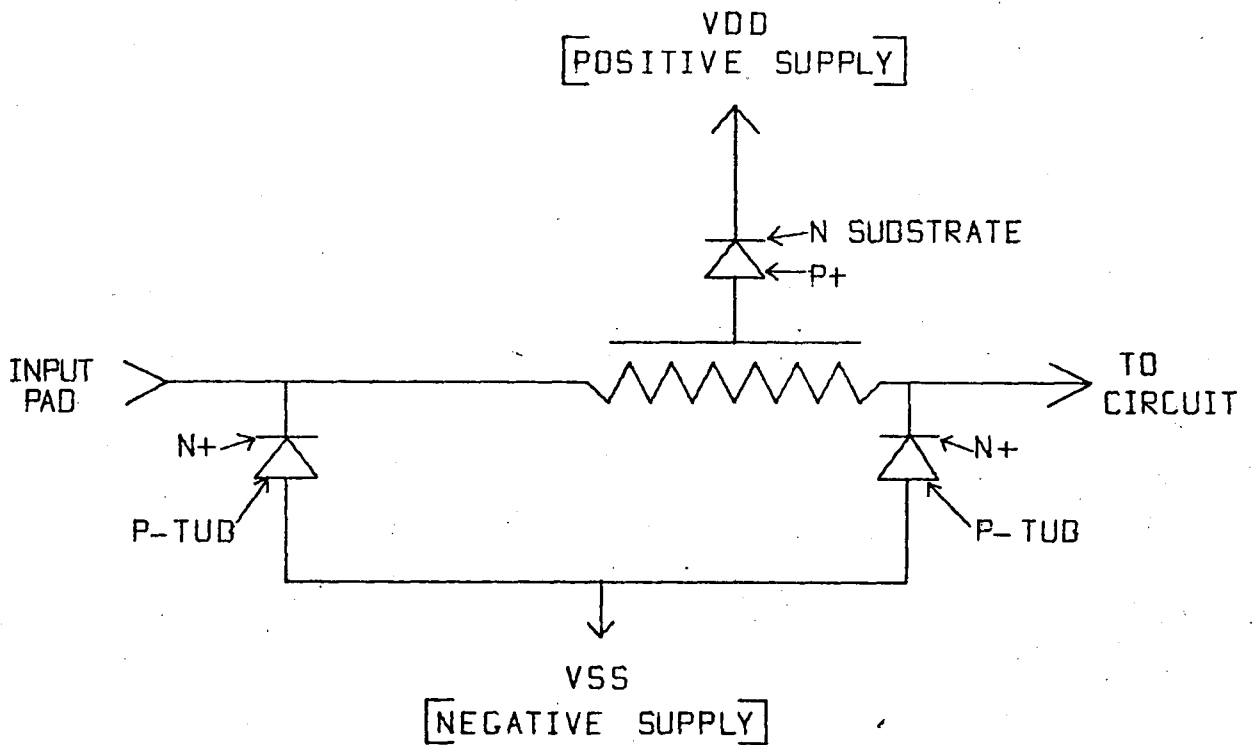 VDD
[POSITIVE SUPPLY]
N SUBSTRATE
P+
INPUT
PAD
TO
CIRCUIT
N+
N+
P-TUB
P-TUB
VSS
[NEGATIVE SUPPLY]